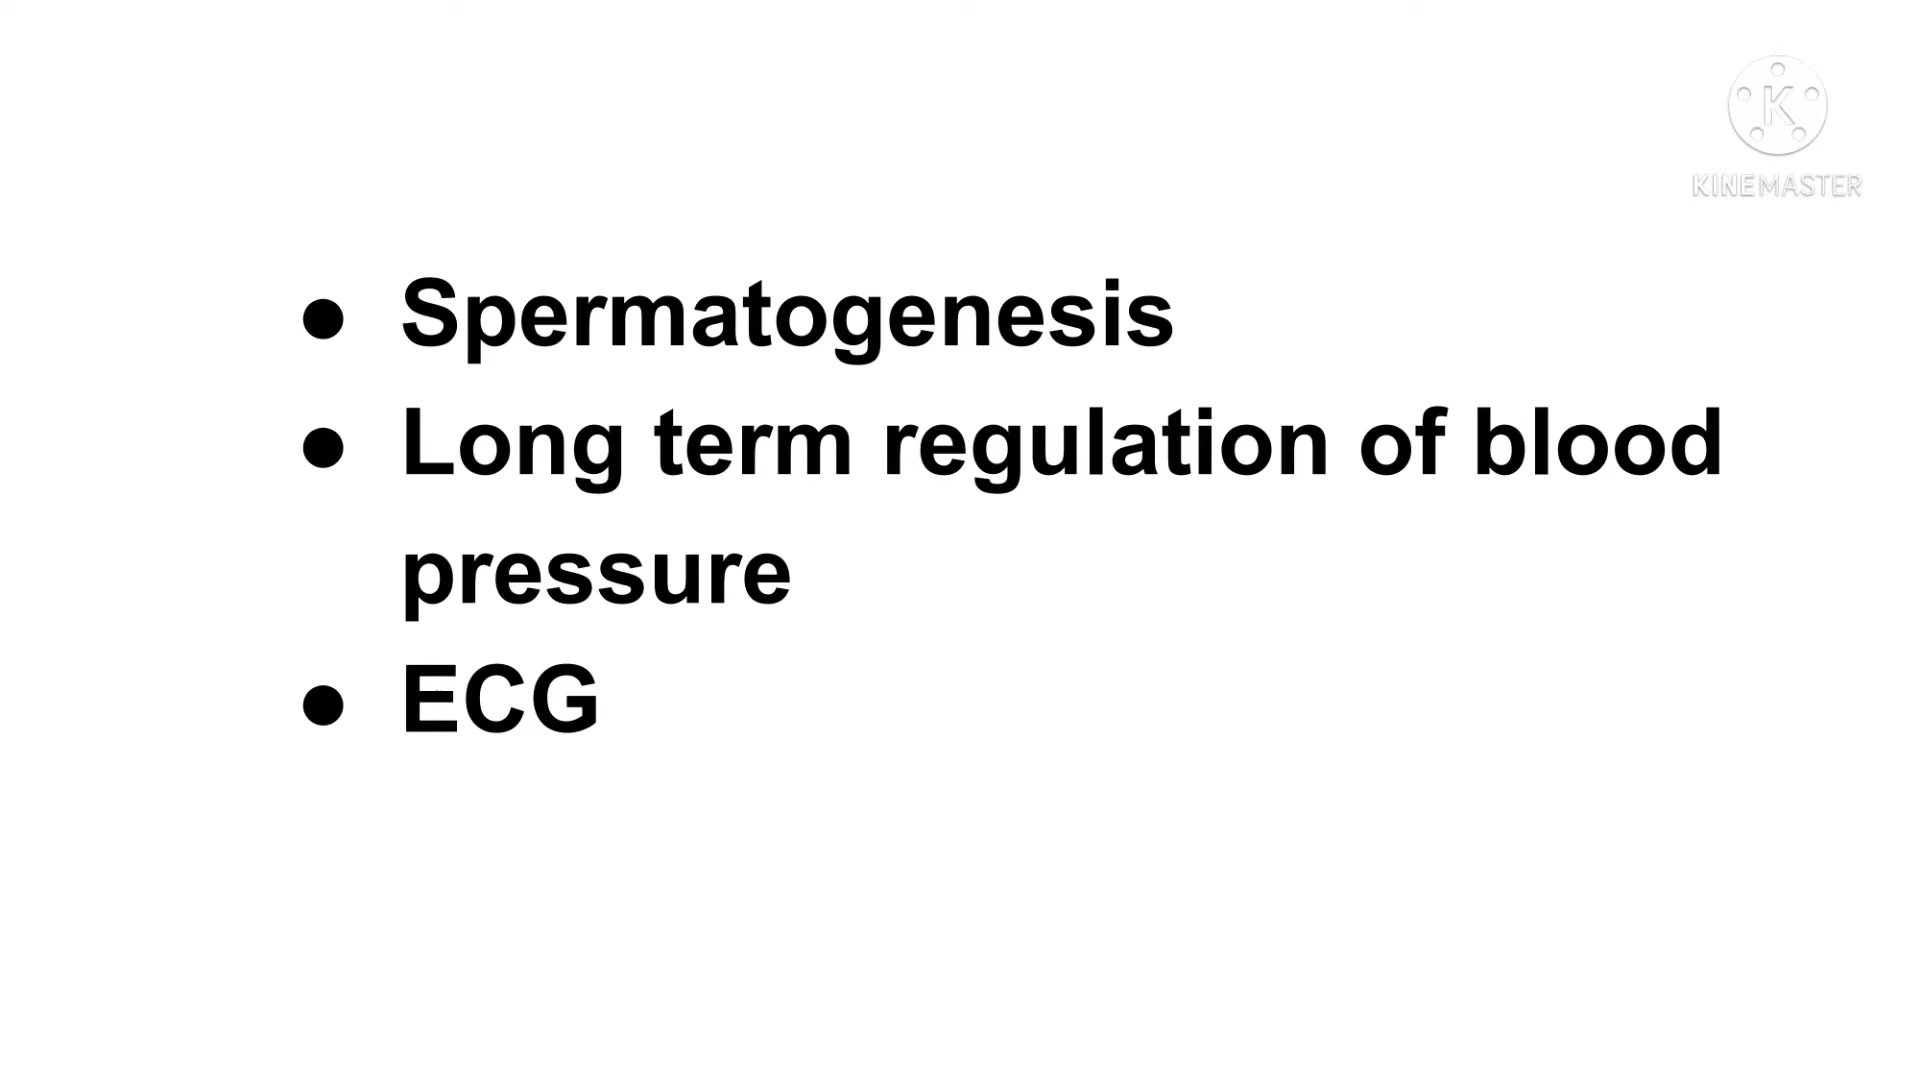 K
KINEMASTER
● Spermatogenesis
● Long term regulation of blood
pressure
● ECG